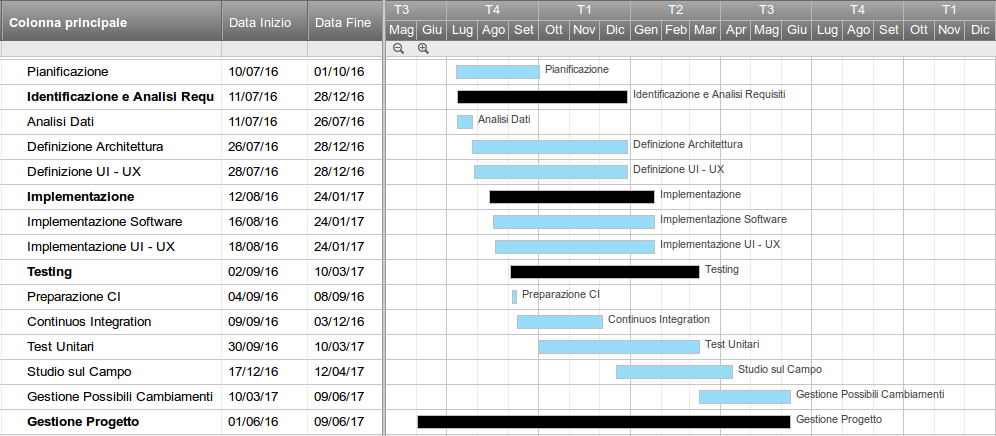 Colonna principale Data Inizio Data Fine T3 T4 T1 T2 T3 T4 T1
Mag Giu Lug Ago Set Ott Nov Dic Gen Feb Mar Apr Mag Giu Lug Ago Set Ott Nov Dic
Pianificazione 10/07/16 01/10/16 Pianificazione
Identificazione e Analisi Requi 11/07/16 28/12/16 Identificazione e Analisi Requisiti
Analisi Dati 11/07/16 26/07/16 Analisi Dati
Definizione Architettura 26/07/16 28/12/16 Definizione Architettura
Definizione UI - UX 28/07/16 28/12/16 Definizione UI - UX
Implementazione 12/08/16 24/01/17 Implementazione
Implementazione Software 16/08/16 24/01/17 Implementazione Software
Implementazione UI - UX 18/08/16 24/01/17 Implementazione UI - UX
Testing 02/09/16 10/03/17 Testing
Preparazione CI 04/09/16 08/09/16 Preparazione CI
Continuos Integration 09/09/16 03/12/16 Continuos Integration
Test Unitari 30/09/16 10/03/17 Test Unitari
Studio sul Campo 17/12/16 12/04/17 Studio sul Campo
Gestione Possibili Cambiamenti 10/03/17 09/06/17 Gestione Possibili Cambiamenti
Gestione Progetto 01/06/16 09/06/17 Gestione Progetto